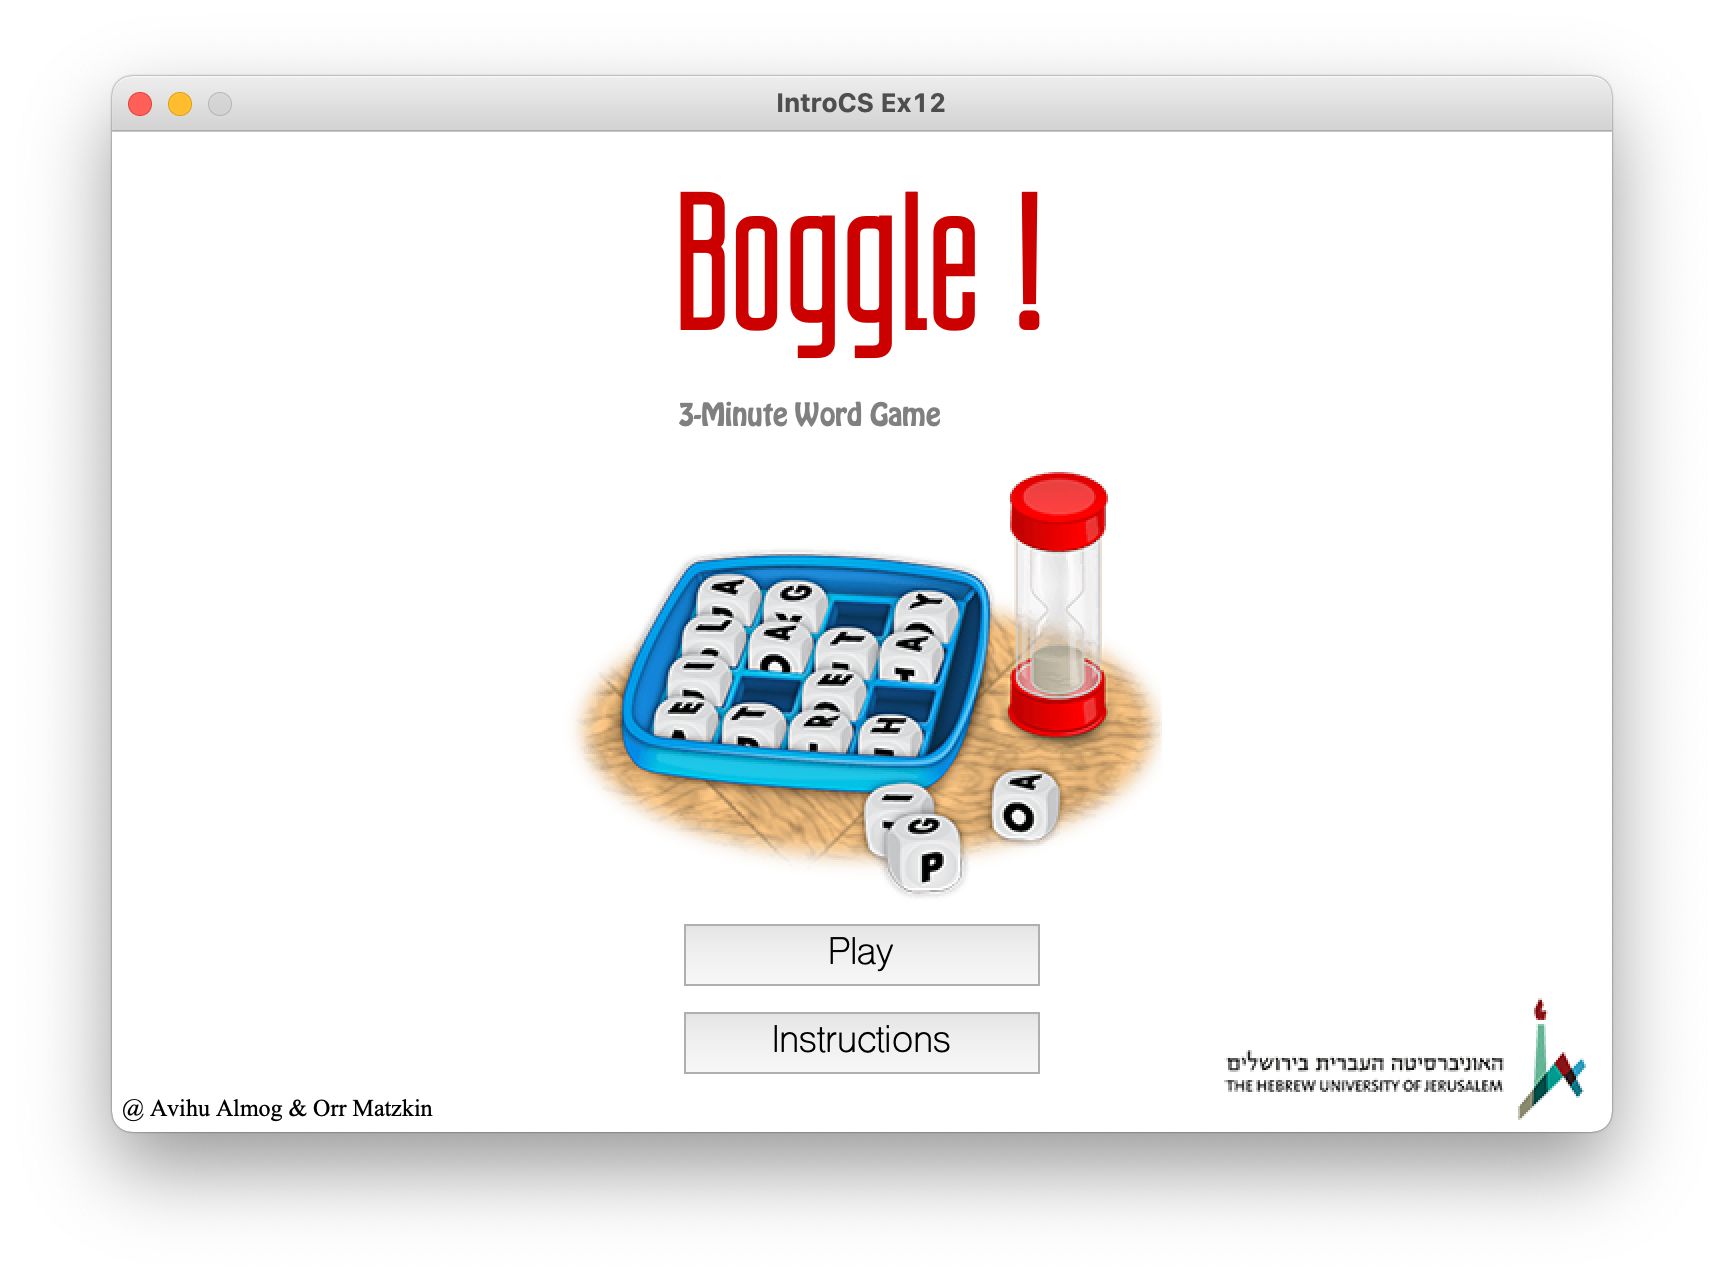 IntroCS Ex12
Boggle !
3-Minute Word Game
A G Y
L A T A
O
I E
E T R H
I A
G O
P
Play
Instructions
האוניברסיטה העברית בירושלים
THE HEBREW UNIVERSITY OF JERUSALEM
@ Avihu Almog & Orr Matzkin